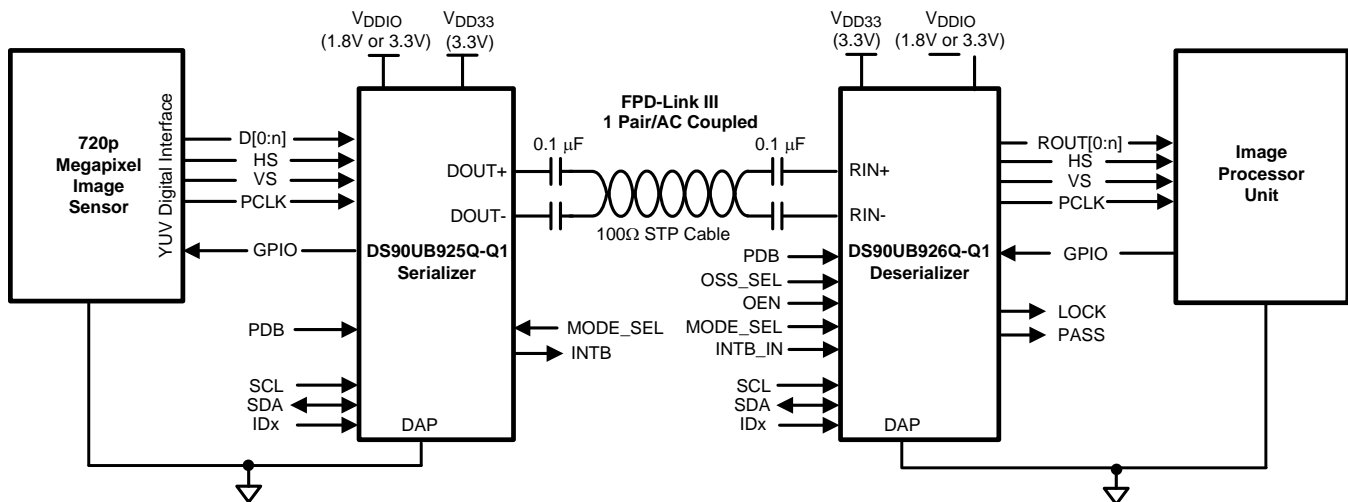 VDDIO
(1.8V or 3.3V)
VDD33
(3.3V)
VDD33
(3.3V)
VDDIO
(1.8V or 3.3V)
720p
Megapixel
Image
Sensor
YUV Digital Interface
D[0:n]
HS
VS
PCLK
GPIO
DOUT+
DOUT-
DS90UB925Q-Q1
Serializer
PDB
SCL
SDA
IDx
DAP
MODE_SEL
INTB
FPD-Link III
1 Pair/AC Coupled
0.1 μF
0.1 μF
100Ω STP Cable
RIN+
RIN-
DS90UB926Q-Q1
Deserializer
PDB
OSS_SEL
OEN
MODE_SEL
INTB_IN
SCL
SDA
IDx
DAP
ROUT[0:n]
HS
VS
PCLK
GPIO
LOCK
PASS
Image
Processor
Unit